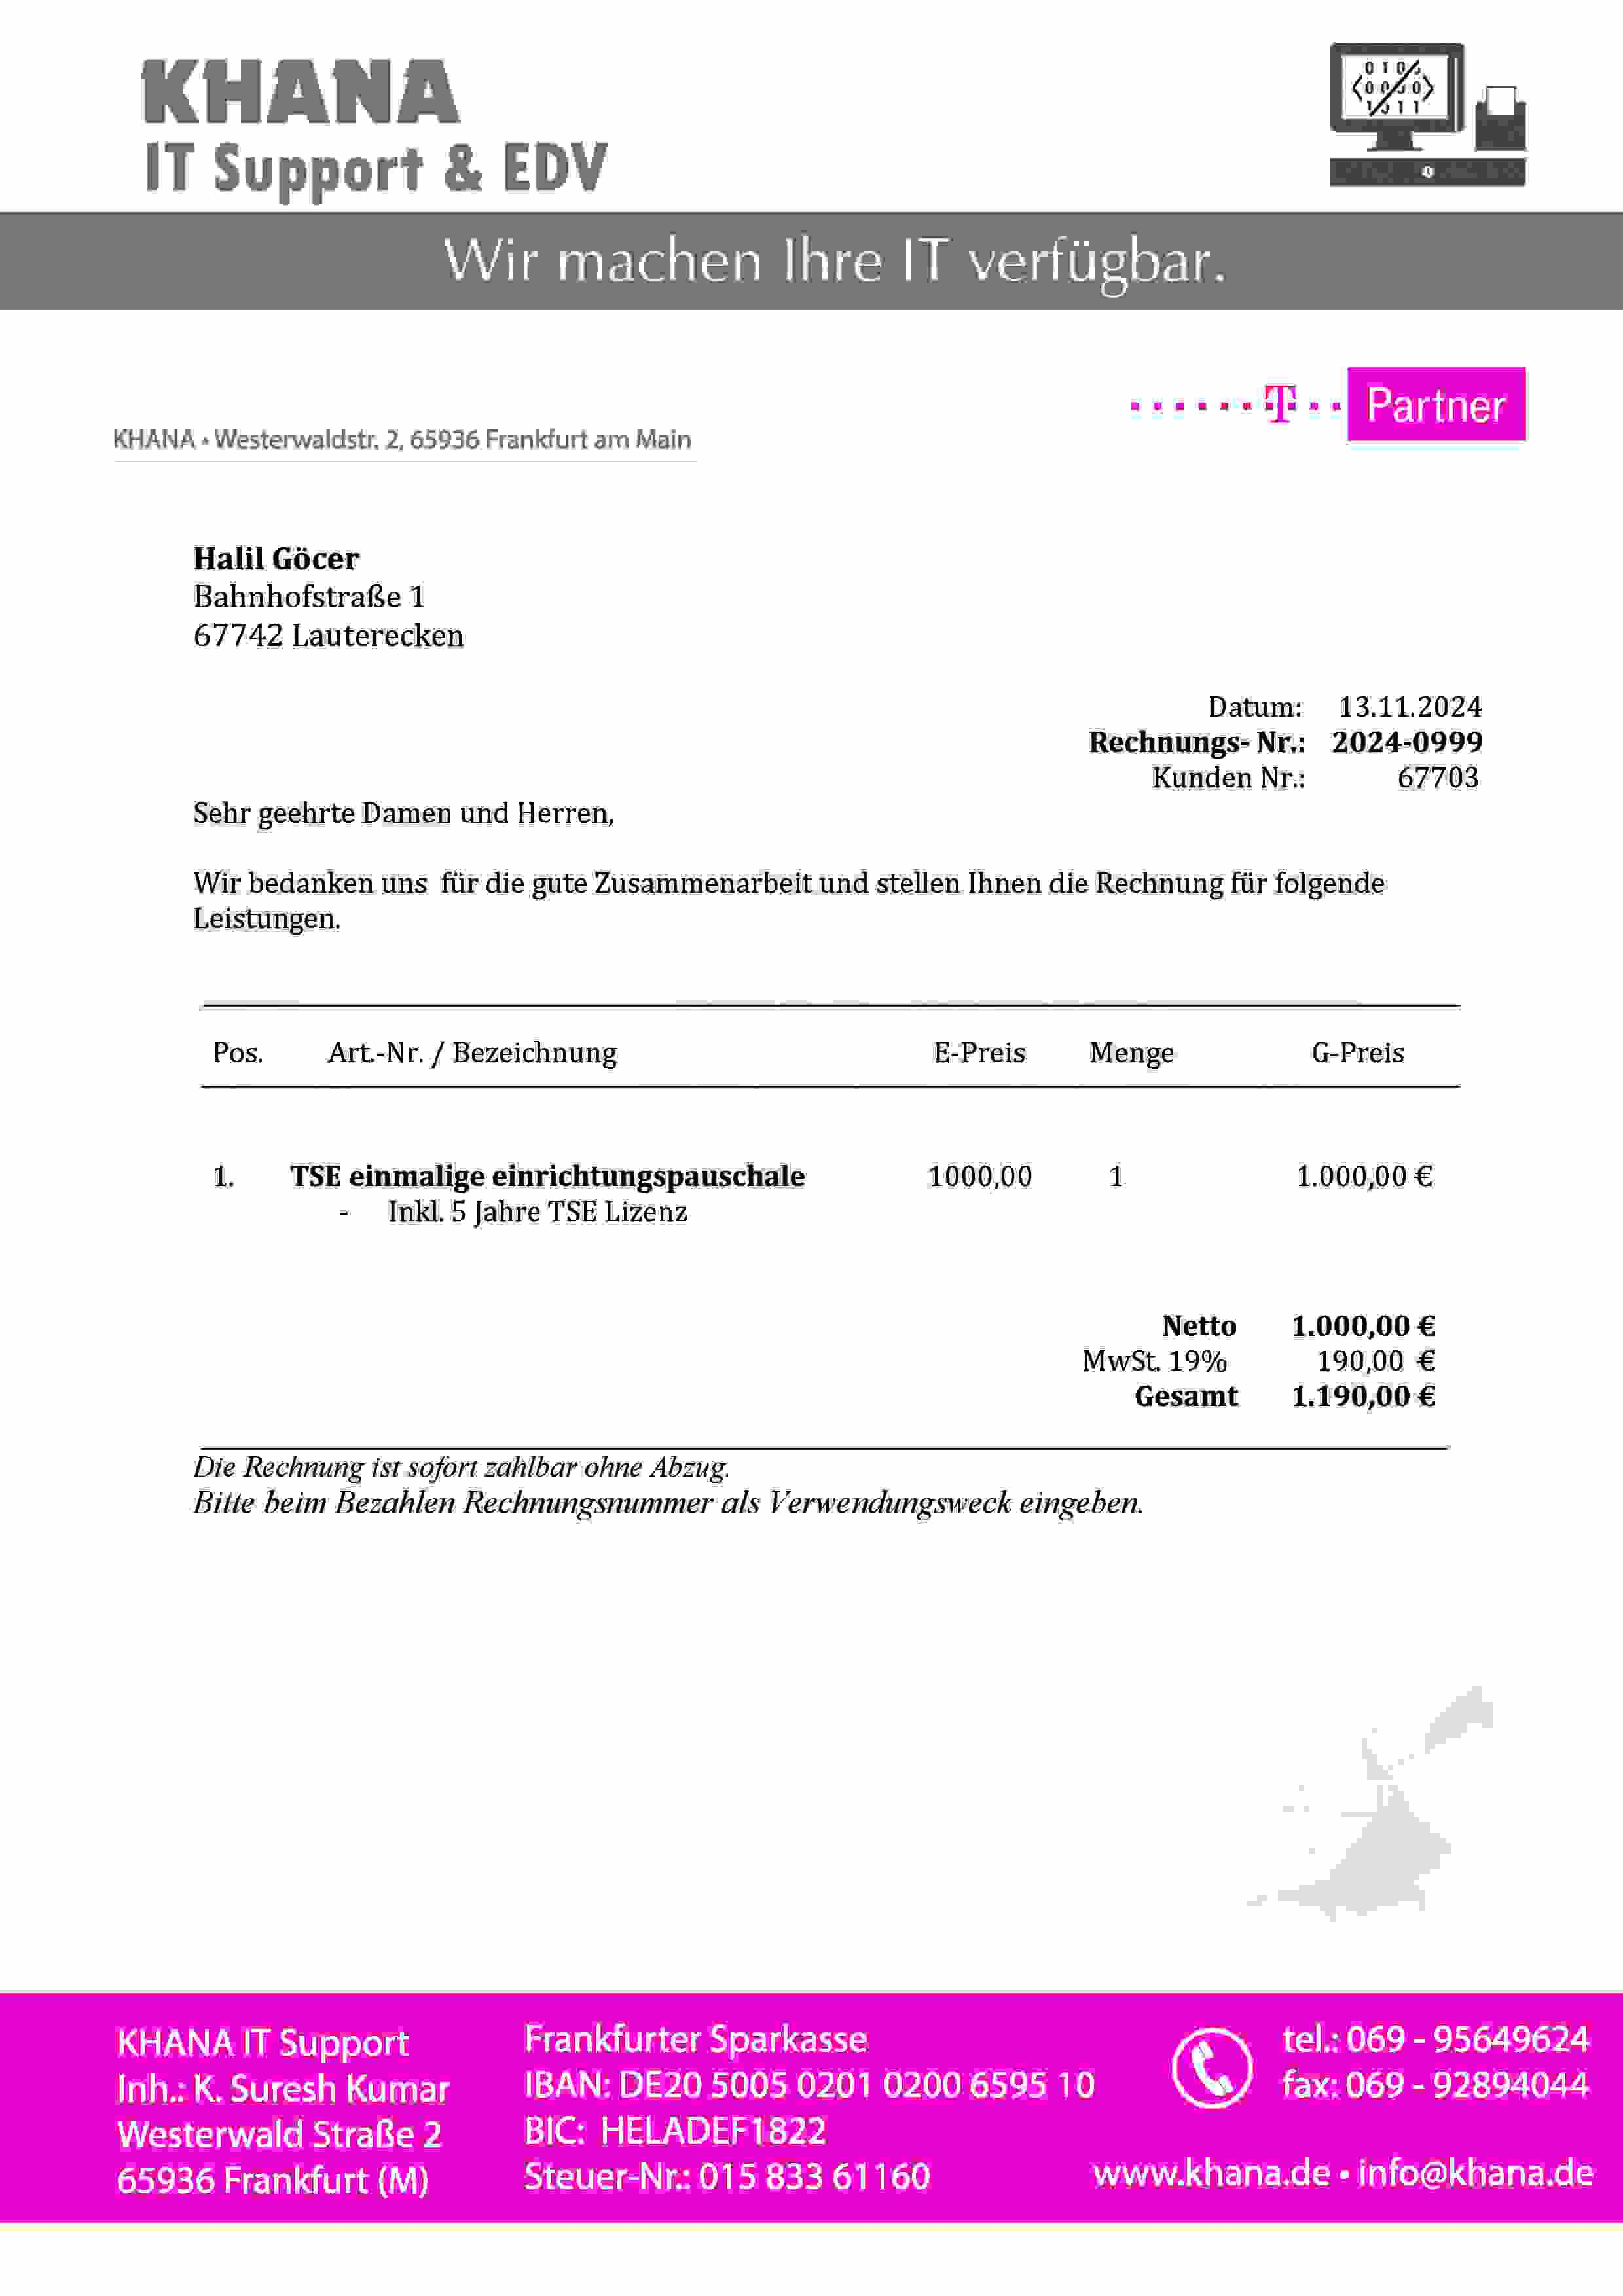 KHANA
IT Support & EDV
Wir machen Ihre IT verfügbar.
T Partner
KHANA • Westerwaldstr. 2, 65936 Frankfurt am Main
Halil Göcer
Bahnhofstraße 1
67742 Lauterecken
Datum: 13.11.2024
Rechnungs- Nr.: 2024-0999
Kunden Nr.: 67703
Sehr geehrte Damen und Herren,
Wir bedanken uns für die gute Zusammenarbeit und stellen Ihnen die Rechnung für folgende
Leistungen.
Pos. Art.-Nr. / Bezeichnung E-Preis Menge G-Preis
1. TSE einmalige einrichtungspauschale 1000,00 1 1.000,00 €
- Inkl. 5 Jahre TSE Lizenz
Netto 1.000,00 €
MwSt. 19% 190,00 €
Gesamt 1.190,00 €
Die Rechnung ist sofort zahlbar ohne Abzug.
Bitte beim Bezahlen Rechnungsnummer als Verwendungsweck eingeben.
KHANA IT Support
Inh.: K. Suresh Kumar
Westerwald Straße 2
65936 Frankfurt (M)
Frankfurter Sparkasse
IBAN: DE20 5005 0201 0200 6595 10
BIC: HELADEF1822
Steuer-Nr.: 015 833 61160
tel.: 069 - 95649624
fax: 069 - 92894044
www.khana.de • info@khana.de